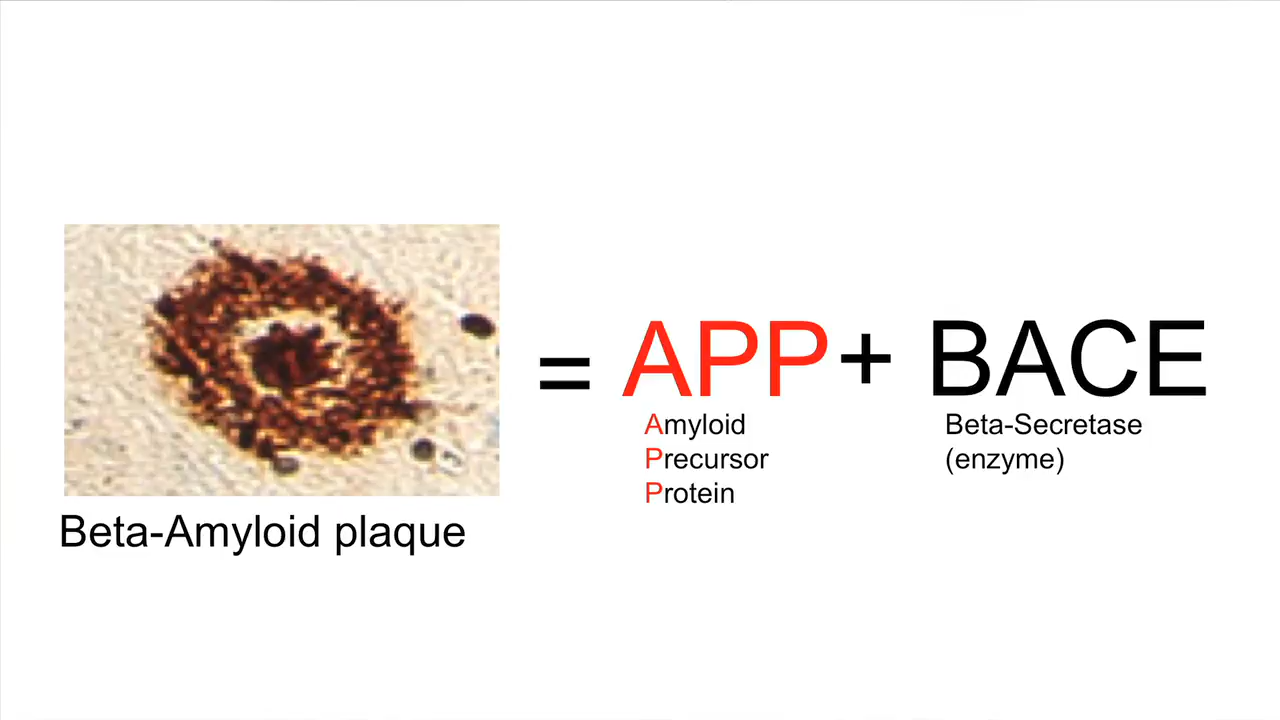 = APP + BACE
Amyloid
Precursor
Protein
Beta-Secretase
(enzyme)
Beta-Amyloid plaque